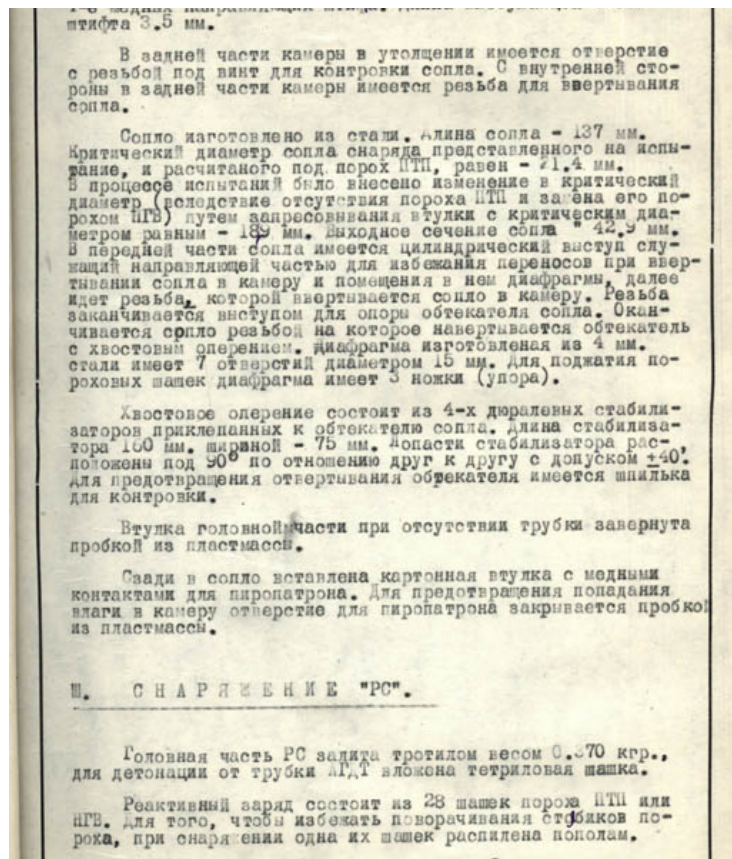 штифта 3.5 мм.
В задней части камеры в утолщении имеется отверстие
с резьбой под винт для контровки сопла. С внутренней сто-
роны в задней части камеры имеется резьба для ввертывания
сопла.
Сопло изготовлено из стали. Длина сопла - 137 мм.
Критический диаметр сопла снаряда представленного на испы-
тание, и расчитаного под порох ПТП, равен - 21.4 мм.
В процессе испытаний было внесено изменение в критический
диаметр (вследствие отсутствия пороха ПТП и замена его по-
рохом НГВ) путем запресовывания втулки с критическим диа-
метром равным - 189 мм. Выходное сечение сопла - 42.9 мм.
В передней части сопла имеется цилиндрический выступ слу-
жащий направляющей частью для избежания переносов при ввер-
тывании сопла в камеру и помещения в нем диафрагмы, далее
идет резьба, которой ввертывается сопло в камеру. Резьба
заканчивается выступом для опоры обтекателя сопла. Окан-
чивается сопло резьбой на которое навертывается обтекатель
с хвостовым оперением. Диафрагма изготовленая из 4 мм.
стали имеет 7 отверстий диаметром 15 мм. Для поджатия по-
роховых шашек диафрагма имеет 3 ножки (упора).
Хвостовое оперение состоит из 4-х дюралевых стабили-
заторов приклепанных к обтекателю сопла. Длина стабилиза-
тора 160 мм. шириной - 75 мм. Лопасти стабилизатора рас-
положены под 90° по отношению друг к другу с допуском ±40'.
Для предотвращения отвертывания обтекателя имеется шпилька
для контровки.
Втулка головной части при отсутствии трубки завернута
пробкой из пластмассы.
Сзади в сопло вставлена картонная втулка с медными
контактами для пиропатрона. Для предотвращения попадания
влаги в камеру отверстие для пиропатрона закрывается пробкой
из пластмассы.
Ш. СНАРЯЖЕНИЕ "РС".
Головная часть РС залита тротилом весом 0.370 кгр.,
для детонации от трубки АГДТ вложена тетриловая шашка.
Реактивный заряд состоит из 28 шашек пороха ПТП или
НГВ. Для того, чтобы избежать поворачивания столбиков по-
роха, при снаряжении одна их шашек распилена пополам.